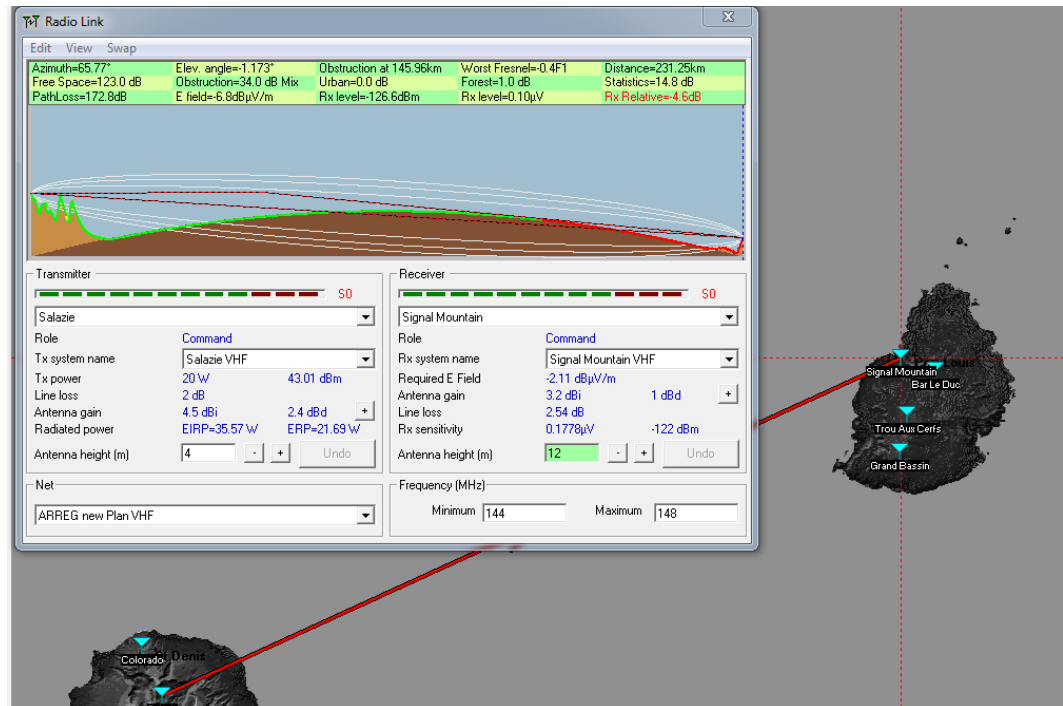 Radio Link
Edit View Swap
Azimuth=65.77° Elev. angle=-1.173° Obstruction at 145.96km Worst Fresnel=-0.4F1 Distance=231.25km
Free Space=123.0 dB Obstruction=34.0 dB Mix Urban=0.0 dB Forest=1.0 dB Statistics=14.8 dB
PathLoss=172.8dB E field=-6.8dBµV/m Rx level=-126.6dBm Rx level=0.10µV Rx Relative=-4.6dB
Transmitter
S0
Salazie
Role Command
Tx system name Salazie VHF
Tx power 20 W 43.01 dBm
Line loss 2 dB
Antenna gain 4.5 dBi 2.4 dBd +
Radiated power EIRP=35.57 W ERP=21.69 W
Antenna height (m) 4 - + Undo
Net
ARREG new Plan VHF
Receiver
S0
Signal Mountain
Role Command
Rx system name Signal Mountain VHF
Required E Field -2.11 dBµV/m
Antenna gain 3.2 dBi 1 dBd +
Line loss 2.54 dB
Rx sensitivity 0.1778µV -122 dBm
Antenna height (m) 12 - + Undo
Frequency (MHz)
Minimum 144 Maximum 148
Louis
Signal Mountain
Bar Le Duc
Trou Aux Cerfs
Grand Bassin
Denis
Colorado